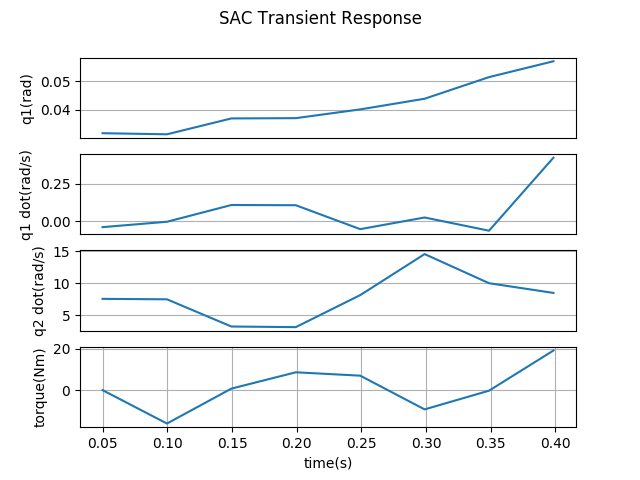 SAC Transient Response
q1(rad)
0.05
0.04
q1 dot(rad/s)
0.25
0.00
q2 dot(rad/s)
15
10
5
torque(Nm)
20
0
0.05 0.10 0.15 0.20 0.25 0.30 0.35 0.40
time(s)